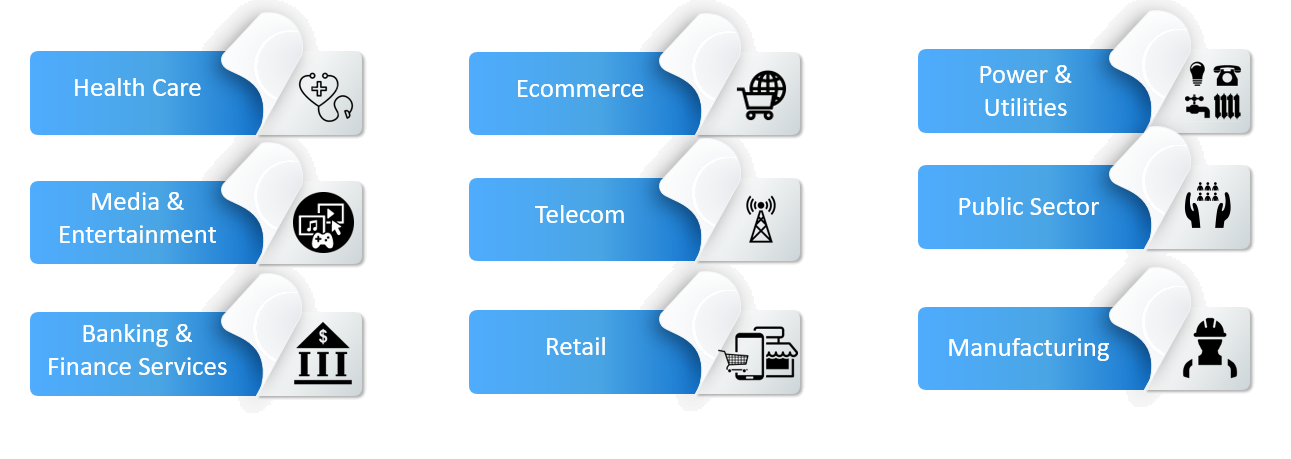 Health Care
Ecommerce
Power &
Utilities
Media &
Entertainment
Telecom
Public Sector
Banking &
Finance Services
$
Retail
Manufacturing